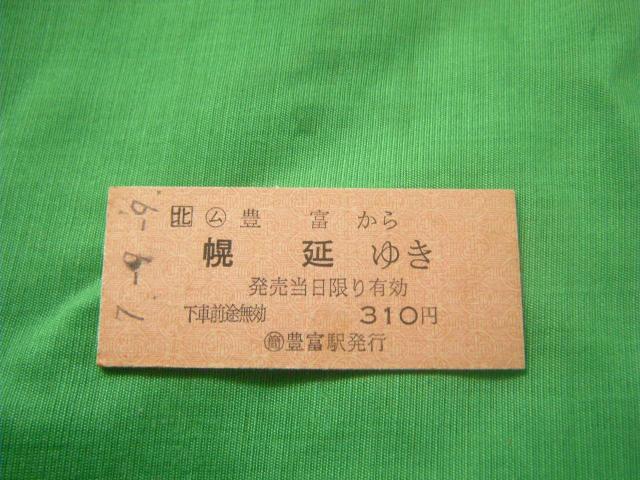 7.-9.-9.
北 ム 豊富から
幌延ゆき
発売当日限り有効
下車前途無効 310円
簡 豊富駅発行